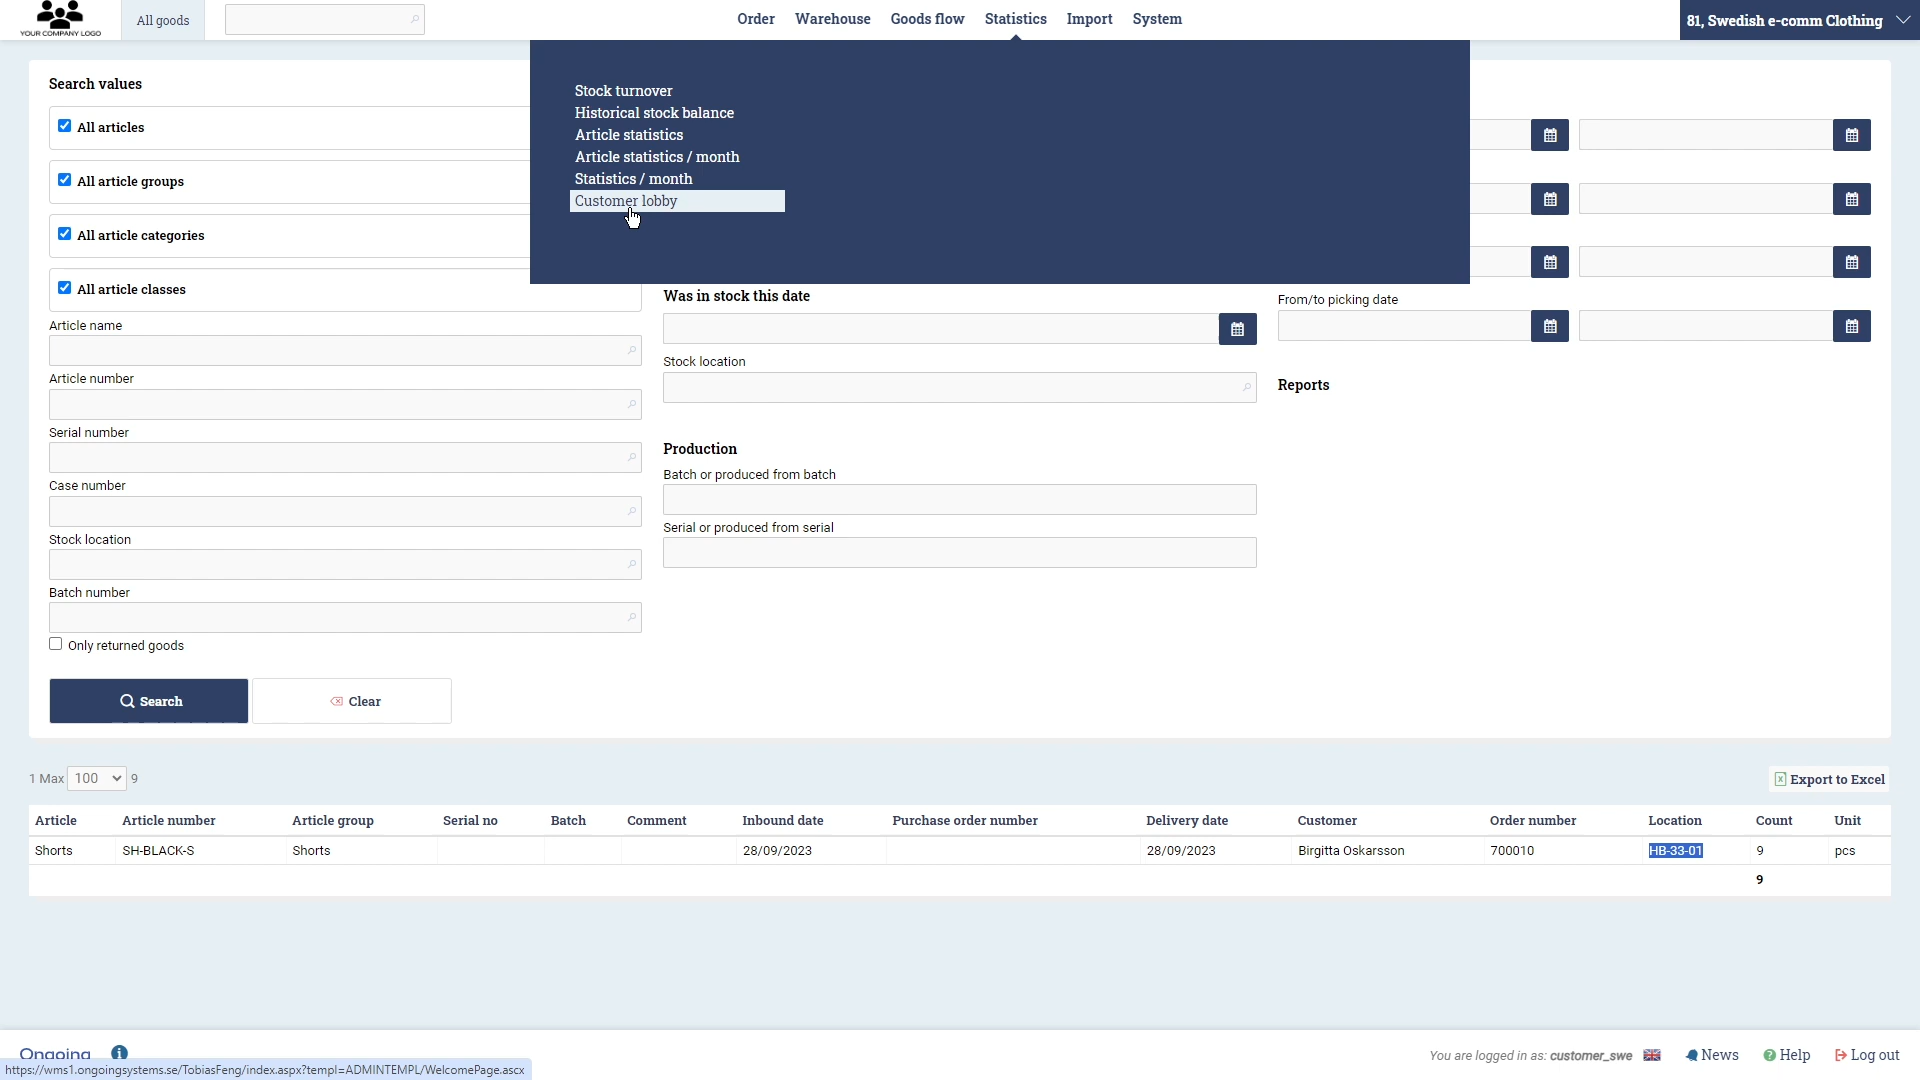 YOUR COMPANY LOGO
All goods
Order Warehouse Goods flow Statistics Import System
81, Swedish e-comm Clothing
Stock turnover
Historical stock balance
Article statistics
Article statistics / month
Statistics / month
Customer lobby
Search values
All articles
All article groups
All article categories
All article classes
Article name
Article number
Serial number
Case number
Stock location
Batch number
Only returned goods
Search Clear
Was in stock this date
Stock location
Production
Batch or produced from batch
Serial or produced from serial
From/to picking date
Reports
1 Max 100 9
Export to Excel
Article Article number Article group Serial no Batch Comment Inbound date Purchase order number Delivery date Customer Order number Location Count Unit
Shorts SH-BLACK-S Shorts 28/09/2023 28/09/2023 Birgitta Oskarsson 700010 HB-33-01 9 pcs
9
Ongoing
You are logged in as: customer_swe News Help Log out
https://wms1.ongoingsystems.se/TobiasFeng/index.aspx?templ=ADMINTEMPL/WelcomePage.ascx